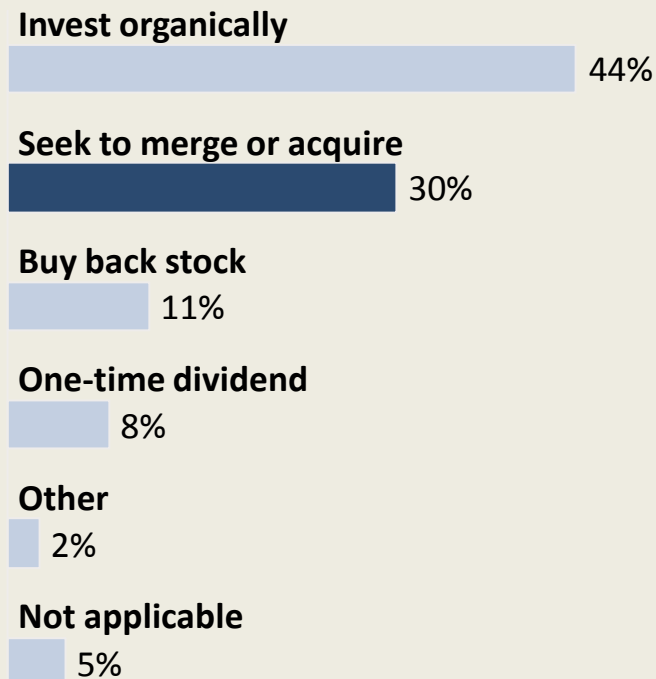 Invest organically
44%
Seek to merge or acquire
30%
Buy back stock
11%
One-time dividend
8%
Other
2%
Not applicable
5%